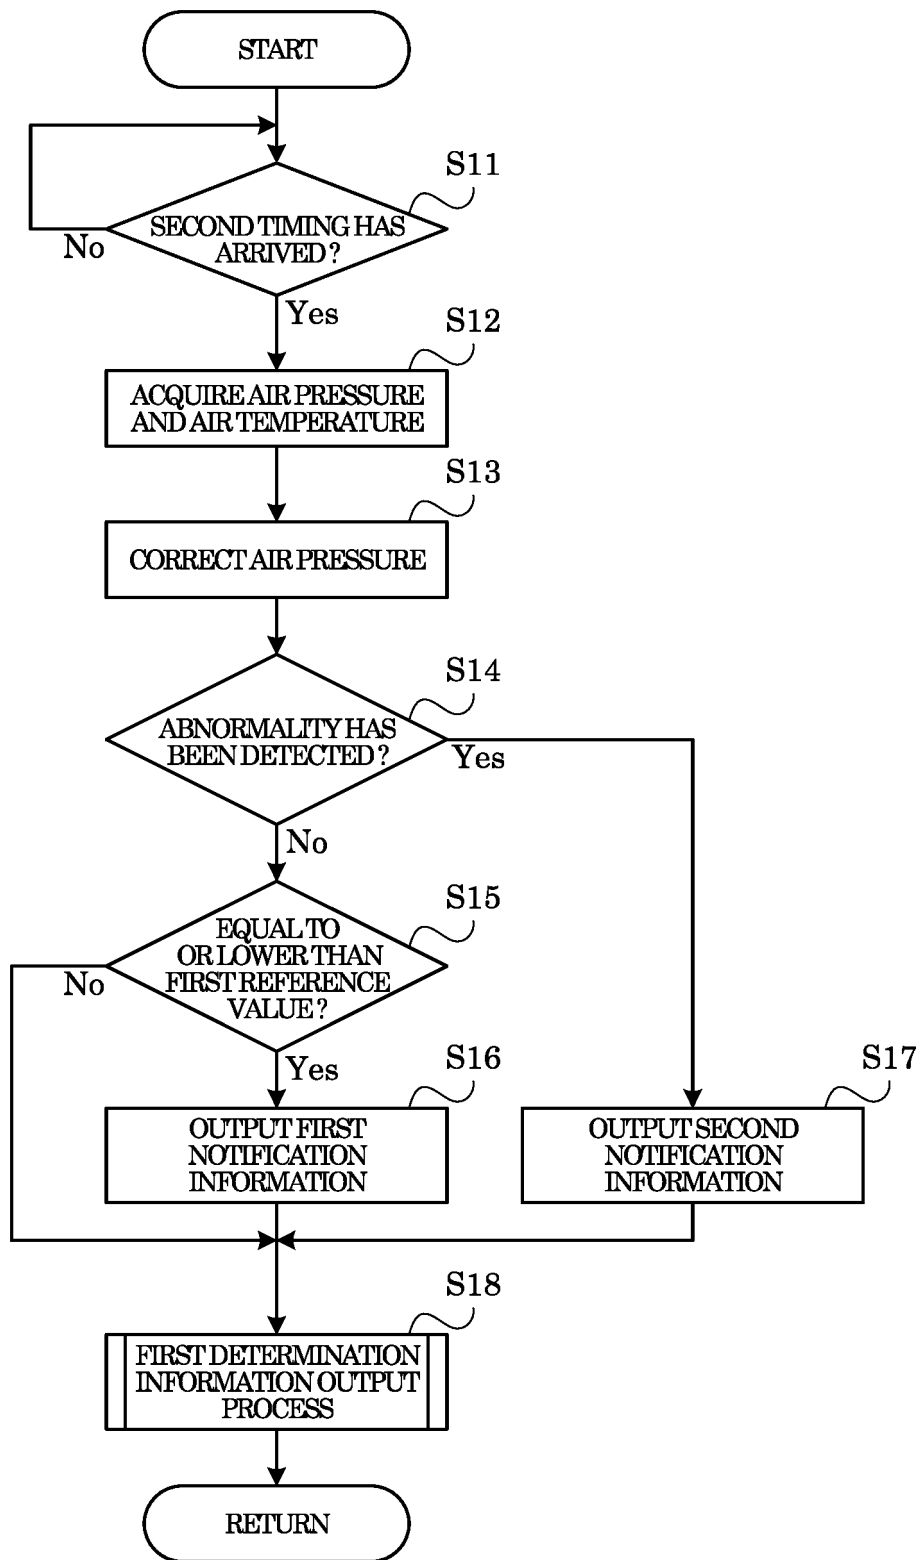 START
S11
SECOND TIMING HAS
ARRIVED?
No
Yes
S12
ACQUIRE AIR PRESSURE
AND AIR TEMPERATURE
S13
CORRECT AIR PRESSURE
S14
ABNORMALITY HAS
BEEN DETECTED?
Yes
No
S15
EQUAL TO
OR LOWER THAN
FIRST REFERENCE
VALUE?
No
Yes
S16
OUTPUT FIRST
NOTIFICATION
INFORMATION
S17
OUTPUT SECOND
NOTIFICATION
INFORMATION
S18
FIRST DETERMINATION
INFORMATION OUTPUT
PROCESS
RETURN